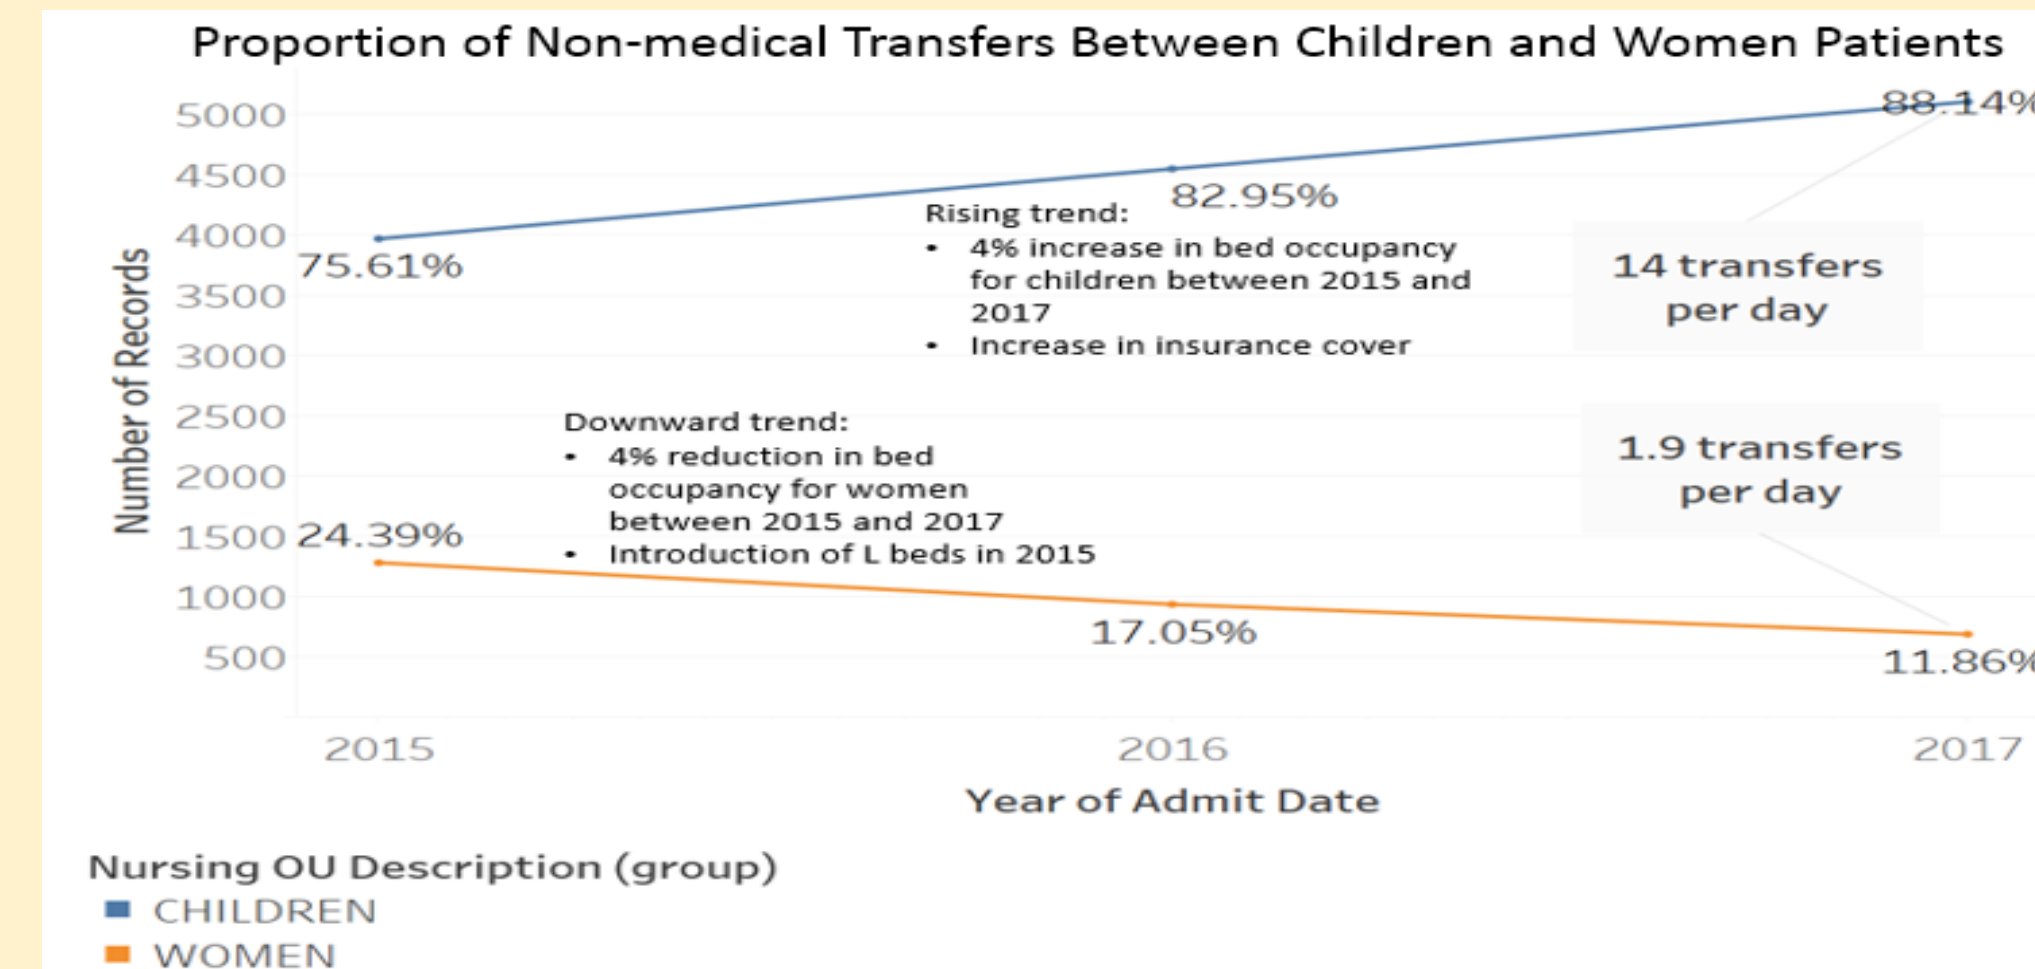 Proportion of Non-medical Transfers Between Children and Women Patients
5000
4500
4000
3500
3000
2500
2000
1500
1000
500
Number of Records
75.61%
82.95%
88.14%
Rising trend:
• 4% increase in bed occupancy
for children between 2015 and
2017
• Increase in insurance cover
14 transfers
per day
Downward trend:
• 4% reduction in bed
occupancy for women
between 2015 and 2017
• Introduction of L beds in 2015
1.9 transfers
per day
24.39%
17.05%
11.86%
2015
2016
2017
Year of Admit Date
Nursing OU Description (group)
CHILDREN
WOMEN